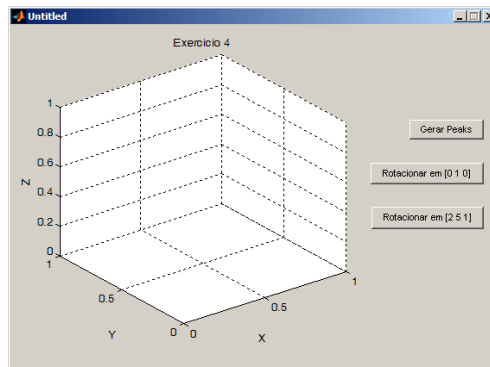 Untitled
Exercicio 4
1
0.8
0.6
0.4
0.2
0
Z
1
0.5
0
Y
0
0.5
1
X
Gerar Peaks
Rotacionar em [0 1 0]
Rotacionar em [2 5 1]